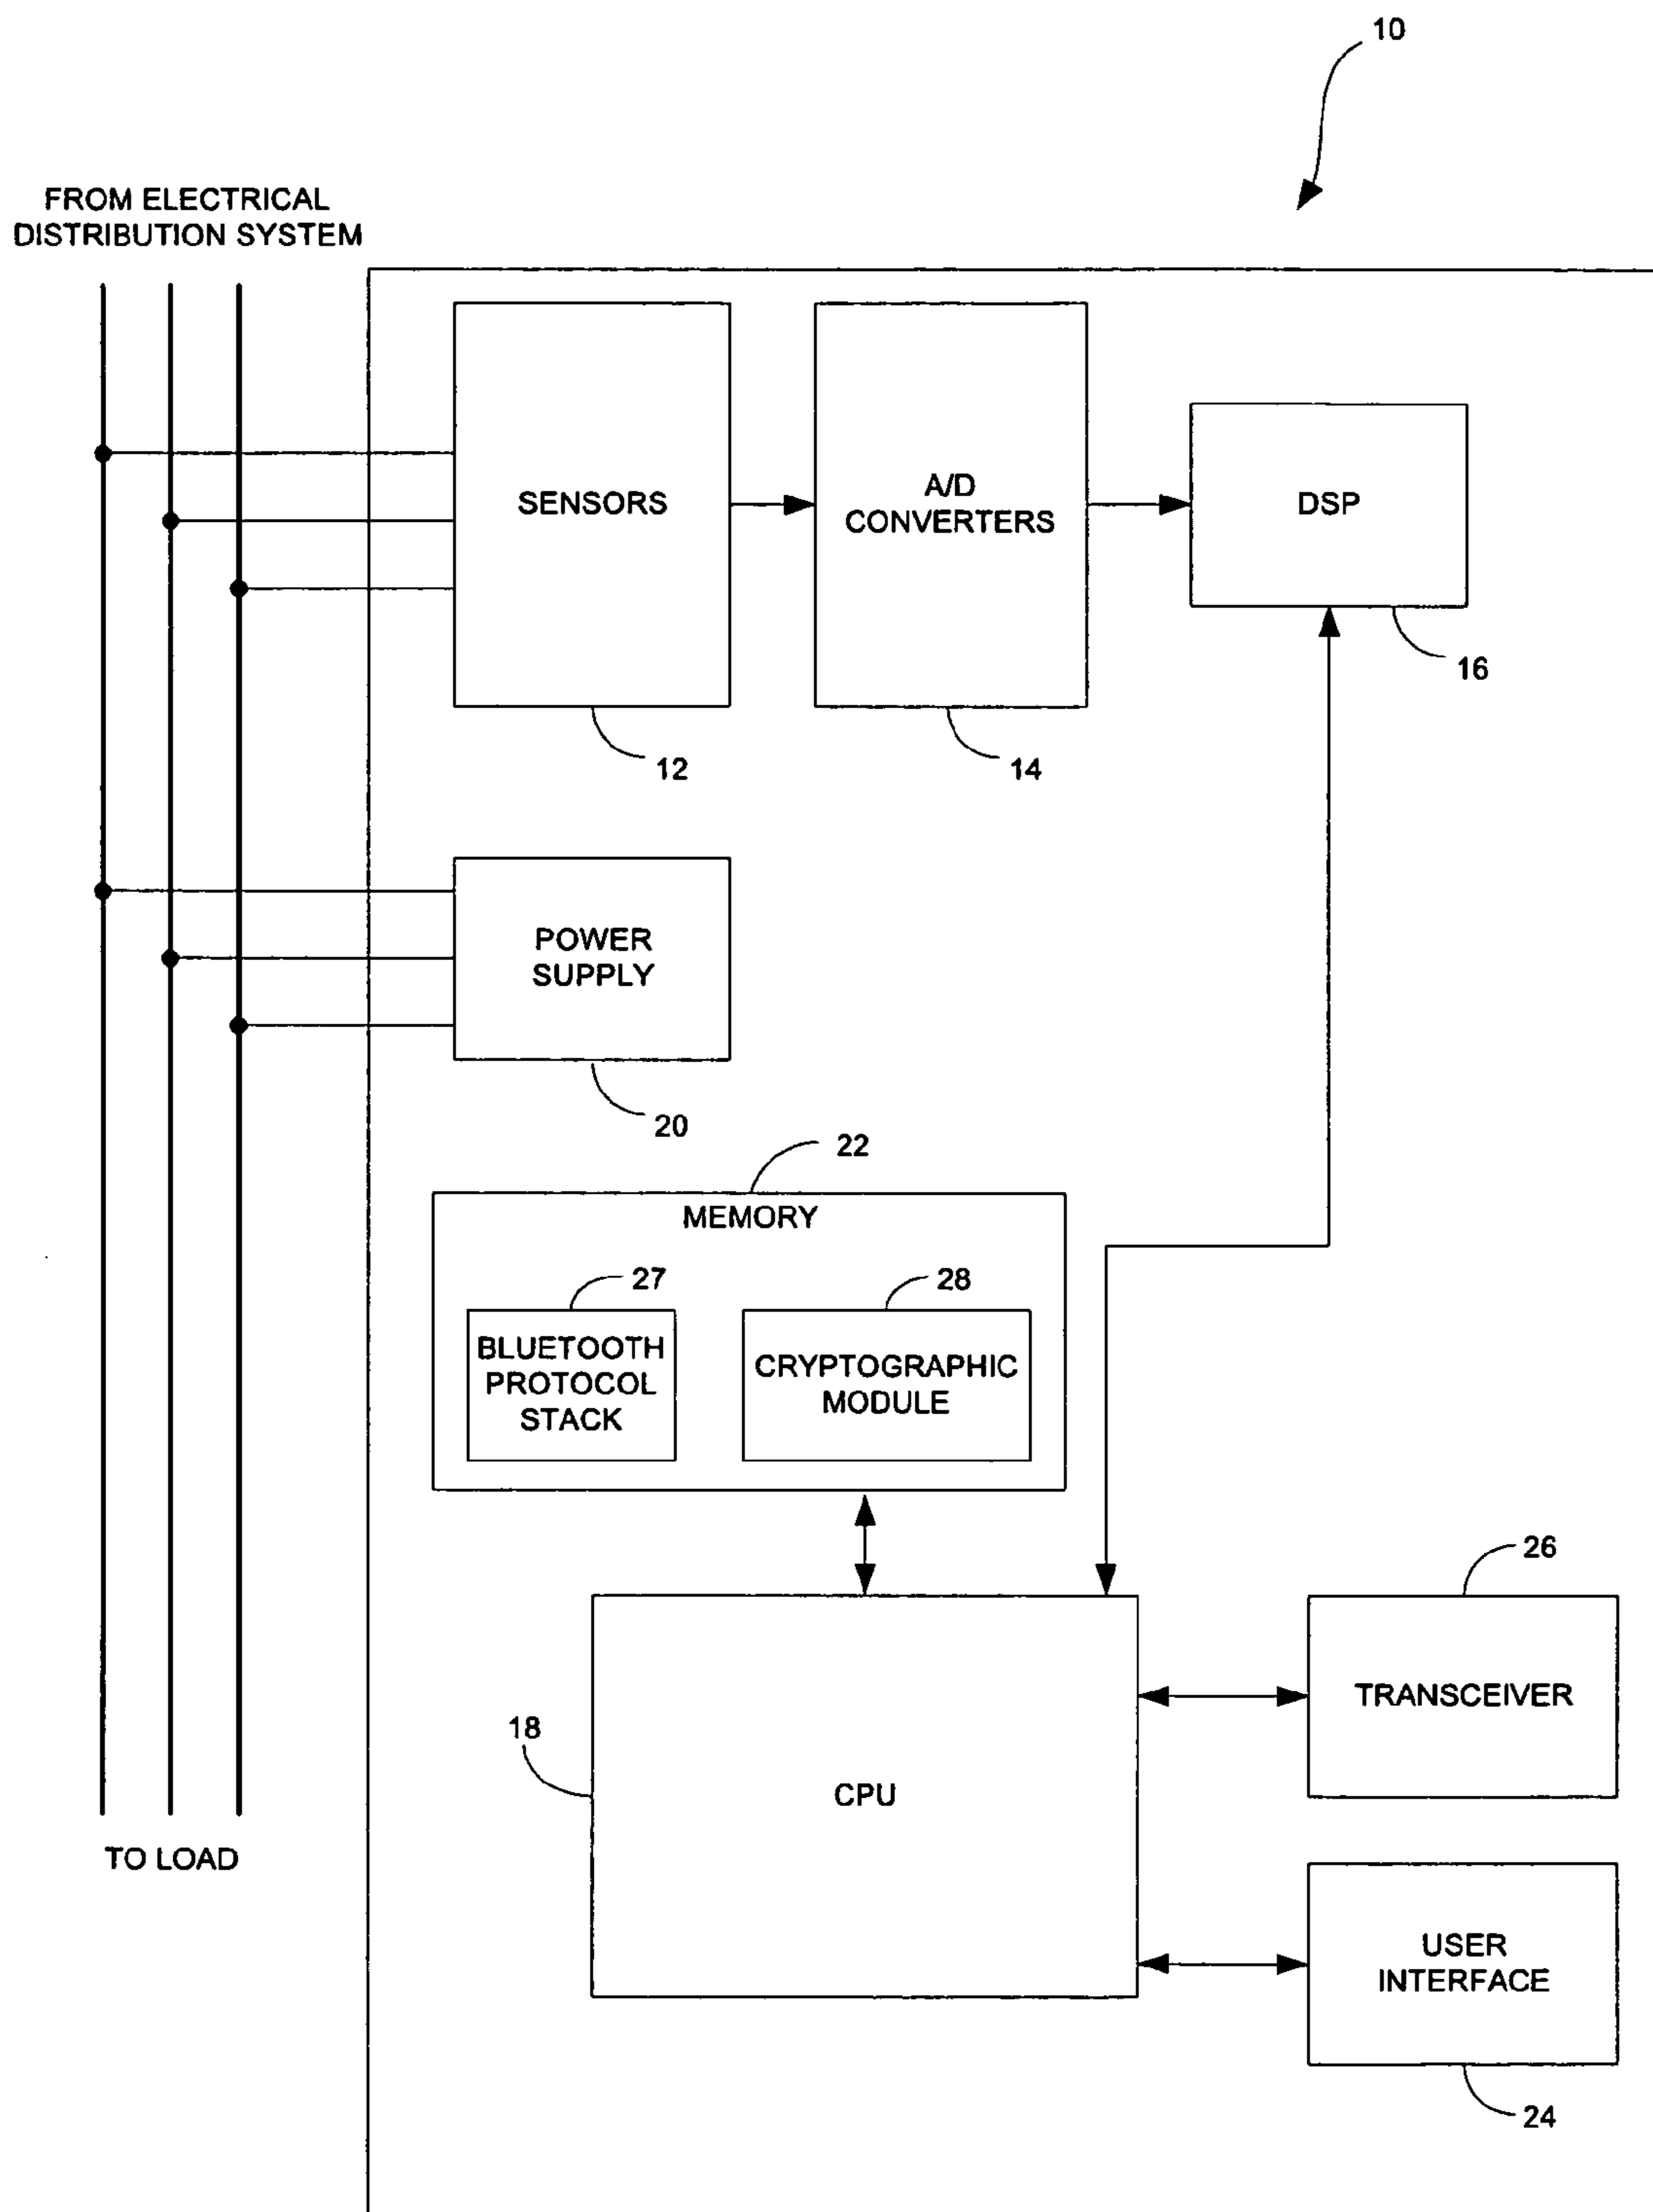 10
FROM ELECTRICAL
DISTRIBUTION SYSTEM
SENSORS
A/D
CONVERTERS
DSP
16
12
14
POWER
SUPPLY
20
22
MEMORY
27
28
BLUETOOTH
PROTOCOL
STACK
CRYPTOGRAPHIC
MODULE
26
TRANSCEIVER
18
CPU
TO LOAD
USER
INTERFACE
24